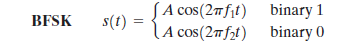 BFSK s(t) = { A cos(2πf₁t) binary 1
A cos(2πf₂t) binary 0